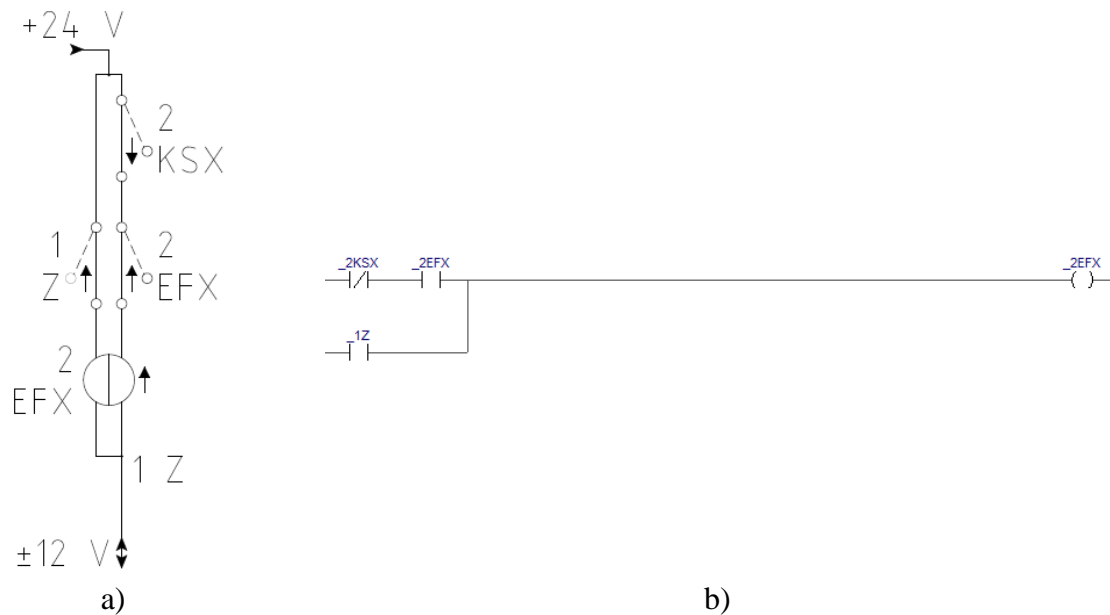 +24 V
2
KSX
1
Z
2
EFX
2
EFX
1 Z
±12 V
a)
_2KSX
_2EFX
_2EFX
_1Z
b)